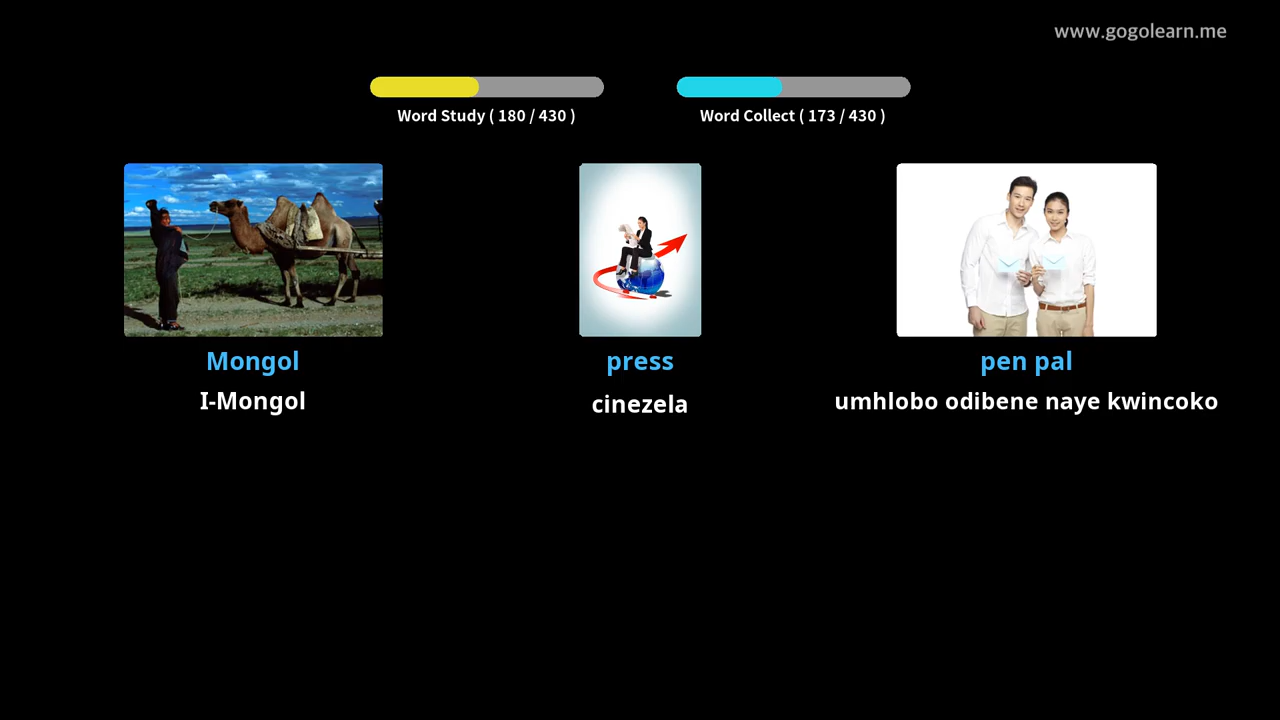 www.gogolearn.me
Word Study ( 180 / 430 )
Word Collect ( 173 / 430 )
Mongol
press
pen pal
I-Mongol
cinezela
umhlobo odibene naye kwincoko